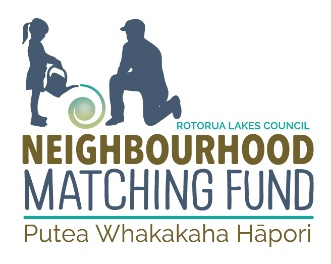 ROTORUA LAKES COUNCIL
NEIGHBOURHOOD
MATCHING FUND
Putea Whakakaha Hāpori